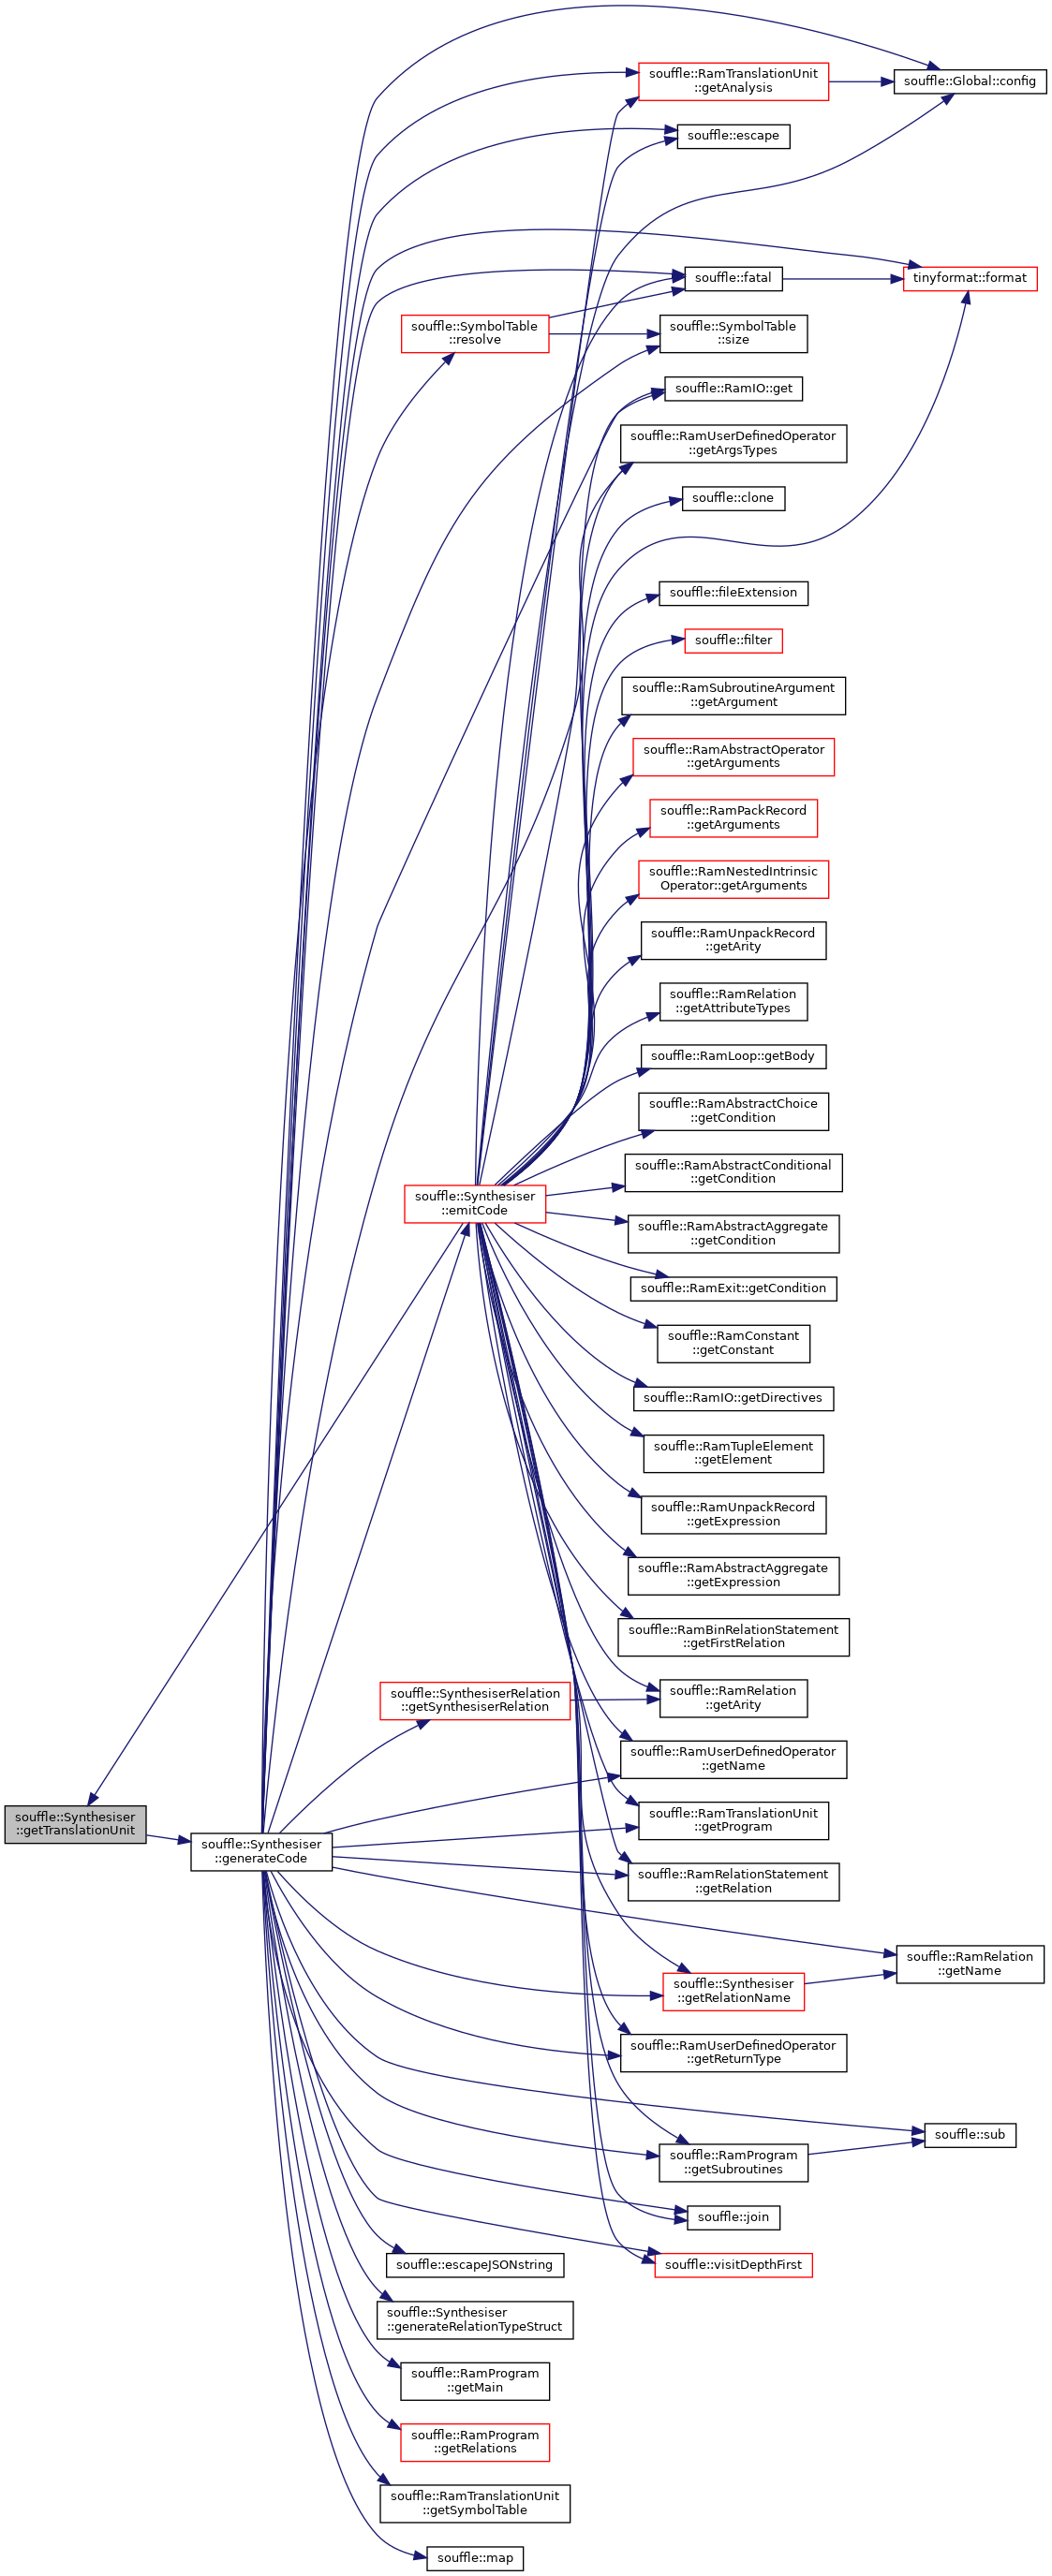 souffle::Global::config
souffle::RamTranslationUnit
::getAnalysis
souffle::escape
souffle::fatal
tinyformat::format
souffle::SymbolTable
::resolve
souffle::SymbolTable
::size
souffle::RamIO::get
souffle::RamUserDefinedOperator
::getArgsTypes
souffle::clone
souffle::fileExtension
souffle::filter
souffle::RamSubroutineArgument
::getArgument
souffle::RamAbstractOperator
::getArguments
souffle::RamPackRecord
::getArguments
souffle::RamNestedIntrinsic
Operator::getArguments
souffle::RamUnpackRecord
::getArity
souffle::RamRelation
::getAttributeTypes
souffle::RamLoop::getBody
souffle::RamAbstractChoice
::getCondition
souffle::RamAbstractConditional
::getCondition
souffle::Synthesiser
::emitCode
souffle::RamAbstractAggregate
::getCondition
souffle::RamExit::getCondition
souffle::RamConstant
::getConstant
souffle::RamIO::getDirectives
souffle::RamTupleElement
::getElement
souffle::RamUnpackRecord
::getExpression
souffle::RamAbstractAggregate
::getExpression
souffle::RamBinRelationStatement
::getFirstRelation
souffle::SynthesiserRelation
::getSynthesiserRelation
souffle::RamRelation
::getArity
souffle::RamUserDefinedOperator
::getName
souffle::Synthesiser
::getTranslationUnit
souffle::RamTranslationUnit
::getProgram
souffle::Synthesiser
::generateCode
souffle::RamRelationStatement
::getRelation
souffle::RamRelation
::getName
souffle::Synthesiser
::getRelationName
souffle::RamUserDefinedOperator
::getReturnType
souffle::sub
souffle::RamProgram
::getSubroutines
souffle::join
souffle::escapeJSONstring
souffle::visitDepthFirst
souffle::Synthesiser
::generateRelationTypeStruct
souffle::RamProgram
::getMain
souffle::RamProgram
::getRelations
souffle::RamTranslationUnit
::getSymbolTable
souffle::map